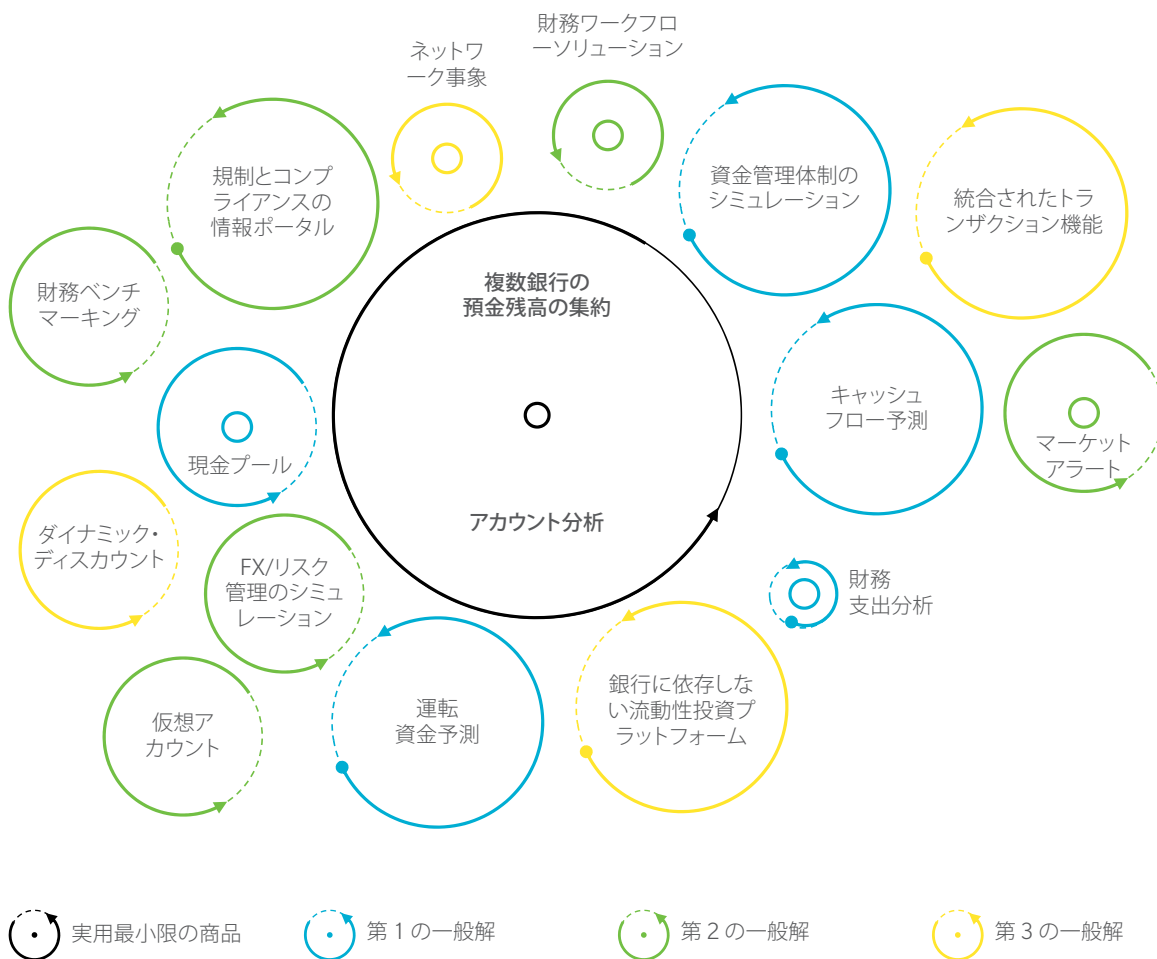 財務ワークフロ
ーソリューション
ネットワ
ーク事象
規制とコンプ
ライアンスの
情報ポータル
資金管理体制の
シミュレーション
統合されたトラ
ンザクション機能
財務ベンチ
マーキング
複数銀行の
預金残高の集約
キャッシュ
フロー予測
マーケット
アラート
現金プール
アカウント分析
ダイナミック・
ディスカウント
FX/リスク
管理のシミュ
レーション
財務
支出分析
仮想ア
カウント
運転
資金予測
銀行に依存しな
い流動性投資プ
ラットフォーム
実用最小限の商品
第1の一般解
第2の一般解
第3の一般解